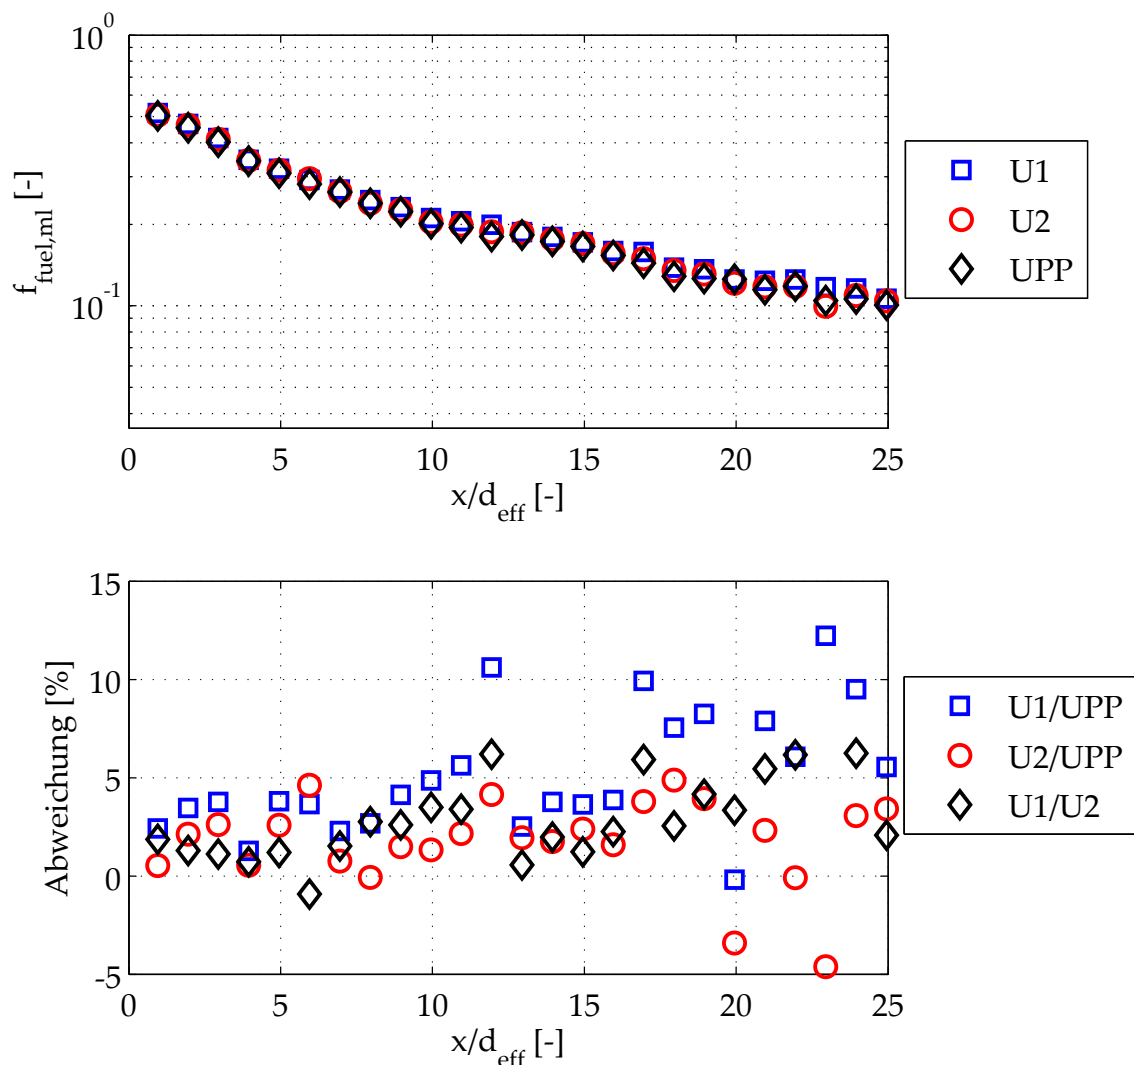 10^0
10^-1
f_fuel,ml [-]
0 5 10 15 20 25
x/d_eff [-]
U1
U2
UPP
15
10
5
0
-5
Abweichung [%]
0 5 10 15 20 25
x/d_eff [-]
U1/UPP
U2/UPP
U1/U2